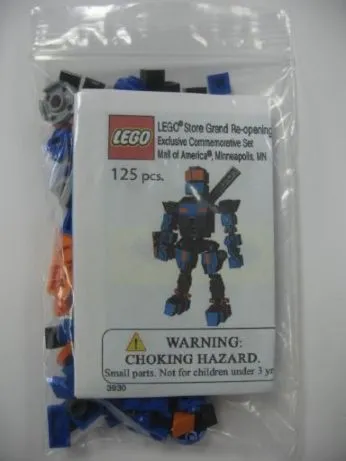 LEGO
LEGO® Store Grand Re-opening
Exclusive Commemorative Set
Mall of America®, Minneapolis, MN
125 pcs.
WARNING:
CHOKING HAZARD.
Small parts. Not for children under 3 yr
3930